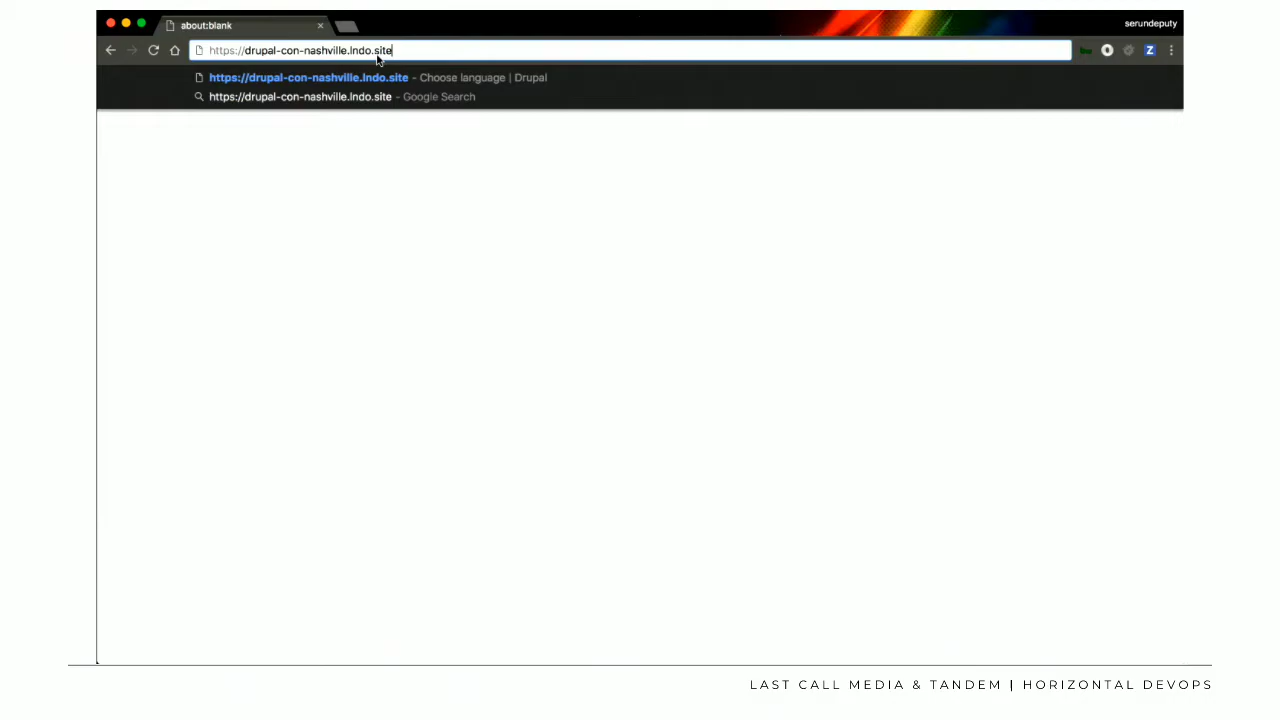 about:blank
serundeputy
https://drupal-con-nashville.lndo.site
https://drupal-con-nashville.lndo.site - Choose language | Drupal
https://drupal-con-nashville.lndo.site - Google Search
Z
LAST CALL MEDIA & TANDEM | HORIZONTAL DEVOPS